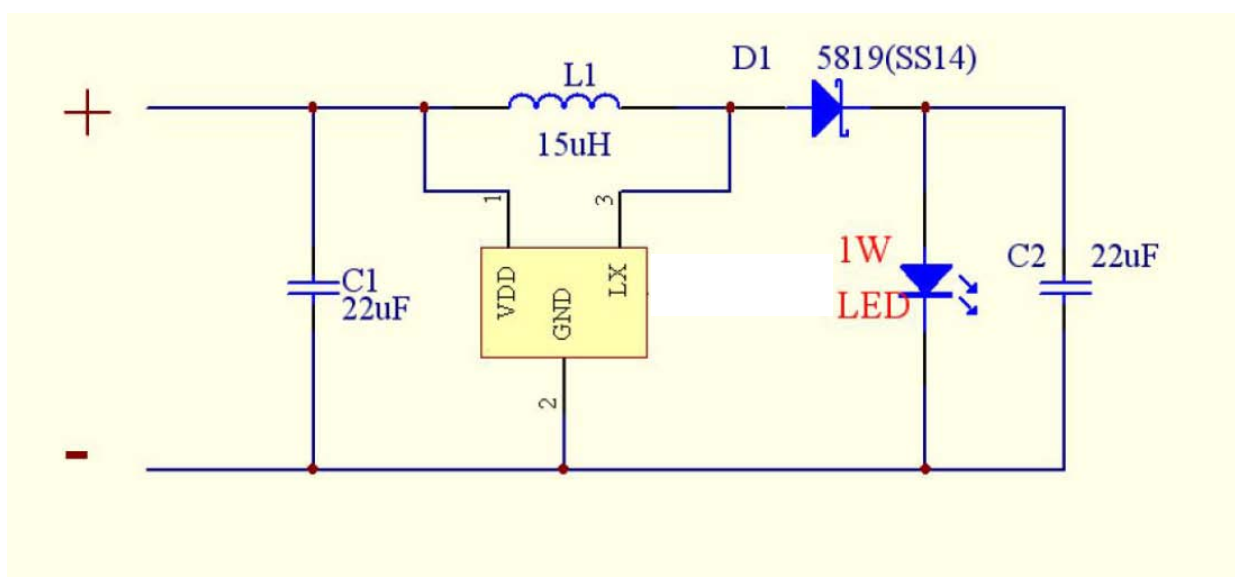 D1 5819(SS14)
L1
+
15uH
1
3
1W
C2 22uF
C1
VDD
GND
LX
22uF
LED
2
-